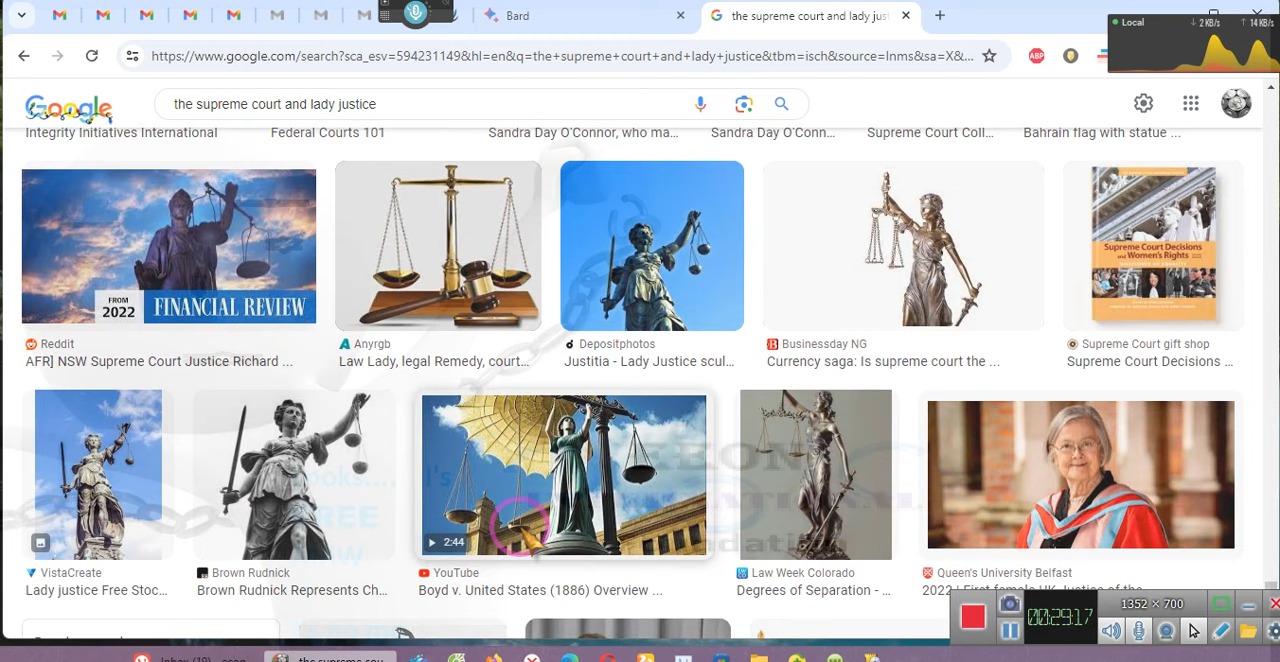 Bard
the supreme court and lady just
Local
2 KB/s
14 KB/s
https://www.google.com/search?sca_esv=594231149&hl=en&q=the+supreme+court+and+lady+justice&tbm=isch&source=lnms&sa=X&...
ABP
Google
the supreme court and lady justice
Integrity Initiatives International
Federal Courts 101
Sandra Day O'Connor, who ma...
Sandra Day O'Conn...
Supreme Court Coll...
Bahrain flag with statue ...
FROM
2022
FINANCIAL REVIEW
Supreme Court Decisions
and Women's Rights
Reddit
AFR] NSW Supreme Court Justice Richard ...
Anyrgb
Law Lady, legal Remedy, court...
Depositphotos
Justitia - Lady Justice scul...
Businessday NG
Currency saga: Is supreme court the ...
Supreme Court gift shop
Supreme Court Decisions ...
2:44
VistaCreate
Lady justice Free Stoc...
Brown Rudnick
Brown Rudnick Represents Ch...
YouTube
Boyd v. United States (1886) Overview ...
Law Week Colorado
Degrees of Separation - ...
Queen's University Belfast
2022 | First female UK Justice of the
1352 × 700
00:29:17